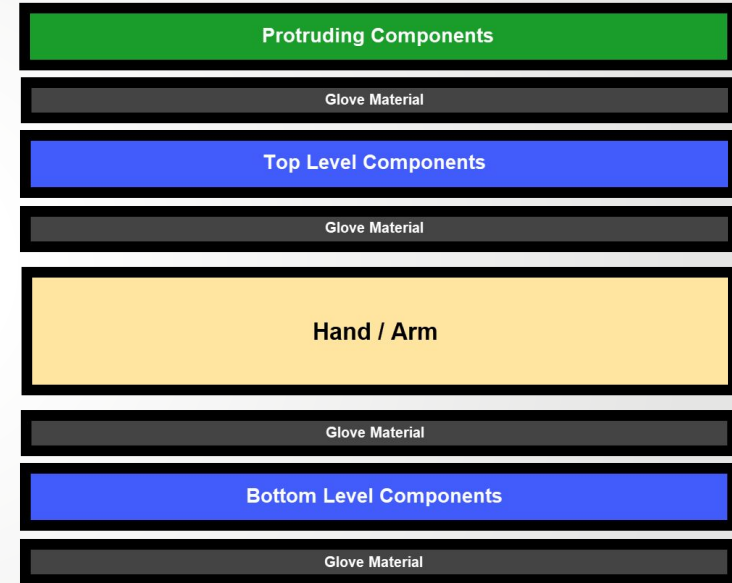 Protruding Components
Glove Material
Top Level Components
Glove Material
Hand / Arm
Glove Material
Bottom Level Components
Glove Material